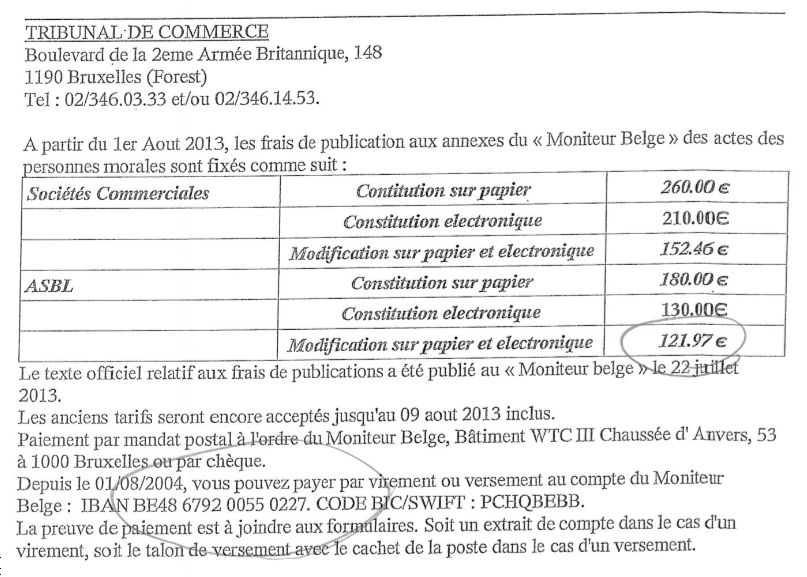 TRIBUNAL DE COMMERCE
Boulevard de la 2eme Armée Britannique, 148
1190 Bruxelles (Forest)
Tel : 02/346.03.33 et/ou 02/346.14.53.
A partir du 1er Aout 2013, les frais de publication aux annexes du « Moniteur Belge » des actes des
personnes morales sont fixés comme suit :
Sociétés Commerciales Contitution sur papier 260.00 €
Constitution electronique 210.00€
Modification sur papier et electronique 152.46 €
ASBL Constitution sur papier 180.00 €
Constitution electronique 130.00€
Modification sur papier et electronique 121.97 €
Le texte officiel relatif aux frais de publications a été publié au « Moniteur belge » le 22 juillet
2013.
Les anciens tarifs seront encore acceptés jusqu'au 09 aout 2013 inclus.
Paiement par mandat postal à l'ordre du Moniteur Belge, Bâtiment WTC III Chaussée d' Anvers, 53
à 1000 Bruxelles ou par chèque.
Depuis le 01/08/2004, vous pouvez payer par virement ou versement au compte du Moniteur
Belge : IBAN BE48 6792 0055 0227. CODE BIC/SWIFT : PCHQBEBB.
La preuve de paiement est à joindre aux formulaires. Soit un extrait de compte dans le cas d'un
virement, soit le talon de versement avec le cachet de la poste dans le cas d'un versement.